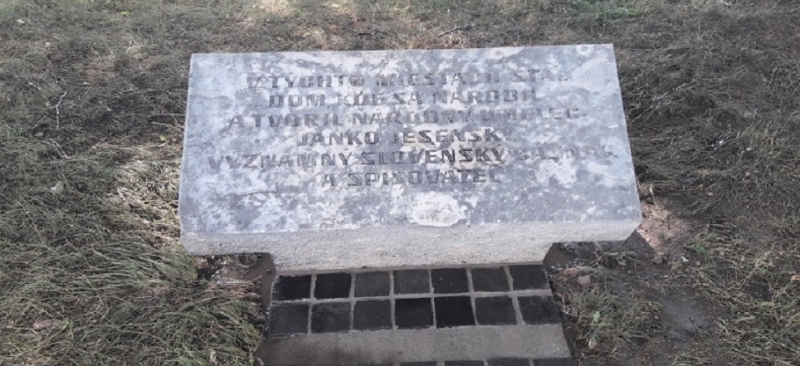 V TÝCHTO MIESTACH STÁL
DOM, KDE SA NARODIL
A TVORIL NÁRODNÝ UMELEC
JANKO JESENSKÝ
VÝZNAMNÝ SLOVENSKÝ
A SPISOVATEĽ